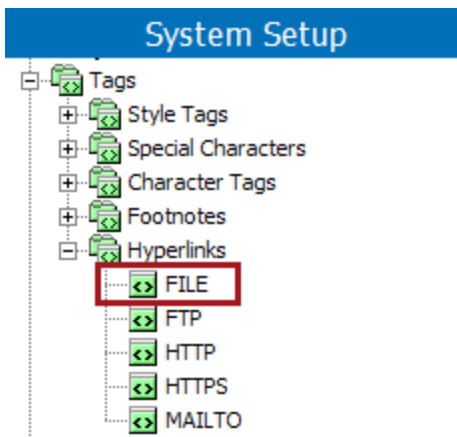 System Setup
Tags
Style Tags
Special Characters
Character Tags
Footnotes
Hyperlinks
FILE
FTP
HTTP
HTTPS
MAILTO